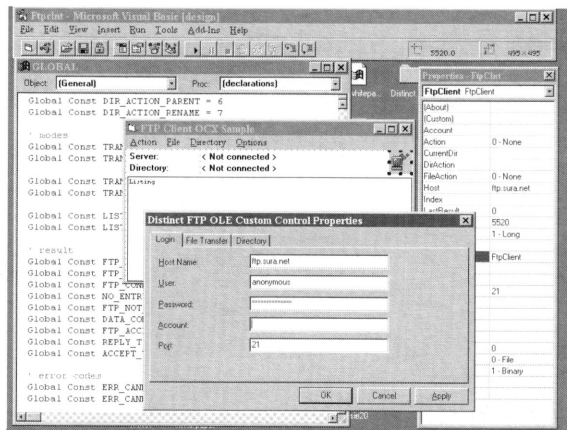 Ftpclnt - Microsoft Visual Basic [design]
File Edit View Insert Run Tools Add-Ins Help
5520.0 495 × 495
GLOBAL
Object: (General) Proc: (declarations)
Global Const DIR_ACTION_PARENT = 6
Global Const DIR_ACTION_RENAME = 7
' modes
Global Const TRAN
Global Const TRAN
Global Const TRAN
Global Const LIST
Global Const LIST
' result
Global Const FTP_
Global Const FTP_
Global Const FTP_CONN
Global Const NO_ENTR
Global Const FTP_NOT
Global Const DATA_CO
Global Const FTP_ACC
Global Const REPLY_T
Global Const ACCEPT_
' error codes
Global Const ERR_CAN
Global Const ERR_CAN
whitepa... Distinct
FTP Client OCX Sample
Action File Directory Options
Server: < Not connected >
Directory: < Not connected >
Listing
Distinct FTP OLE Custom Control Properties
Login File Transfer Directory
Host Name: ftp.sura.net
User: anonymous
Password: *************
Account:
Port: 21
OK Cancel Apply
Properties - FtpClnt
FtpClient FtpClient
(About)
(Custom)
Account
Action 0 - None
CurrentDir
DirAction
FileAction 0 - None
Host ftp.sura.net
Index
LastResult 0
5520
1 - Long
FtpClient
21
0
0 - File
1 - Binary